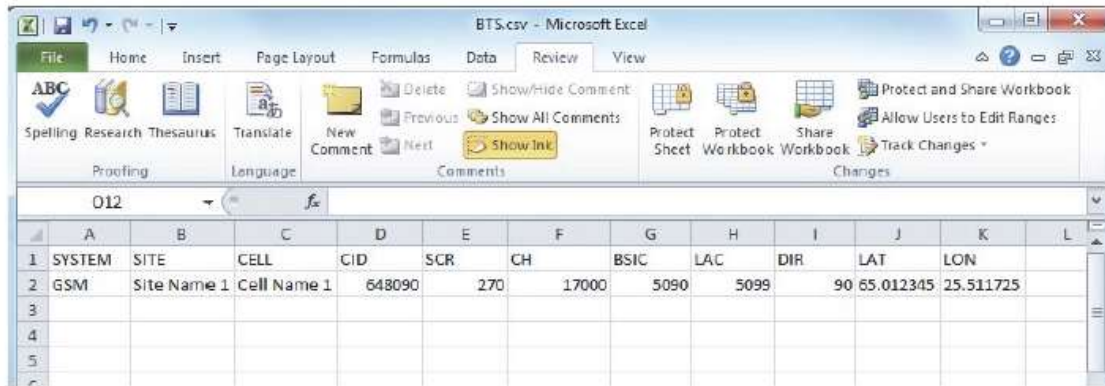 BTS.csv - Microsoft Excel
File Home Insert Page Layout Formulas Data Review View
ABC
Spelling Research Thesaurus Translate New Comment Delete Previous Next Show/Hide Comment Show All Comments Show Ink Protect Sheet Protect Workbook Share Workbook Protect and Share Workbook Allow Users to Edit Ranges Track Changes
Proofing Language Comments Changes
O12 fx
A B C D E F G H I J K L
1 SYSTEM SITE CELL CID SCR CH BSIC LAC DIR LAT LON
2 GSM Site Name 1 Cell Name 1 648090 270 17000 5090 5099 90 65.012345 25.511725
3
4
5